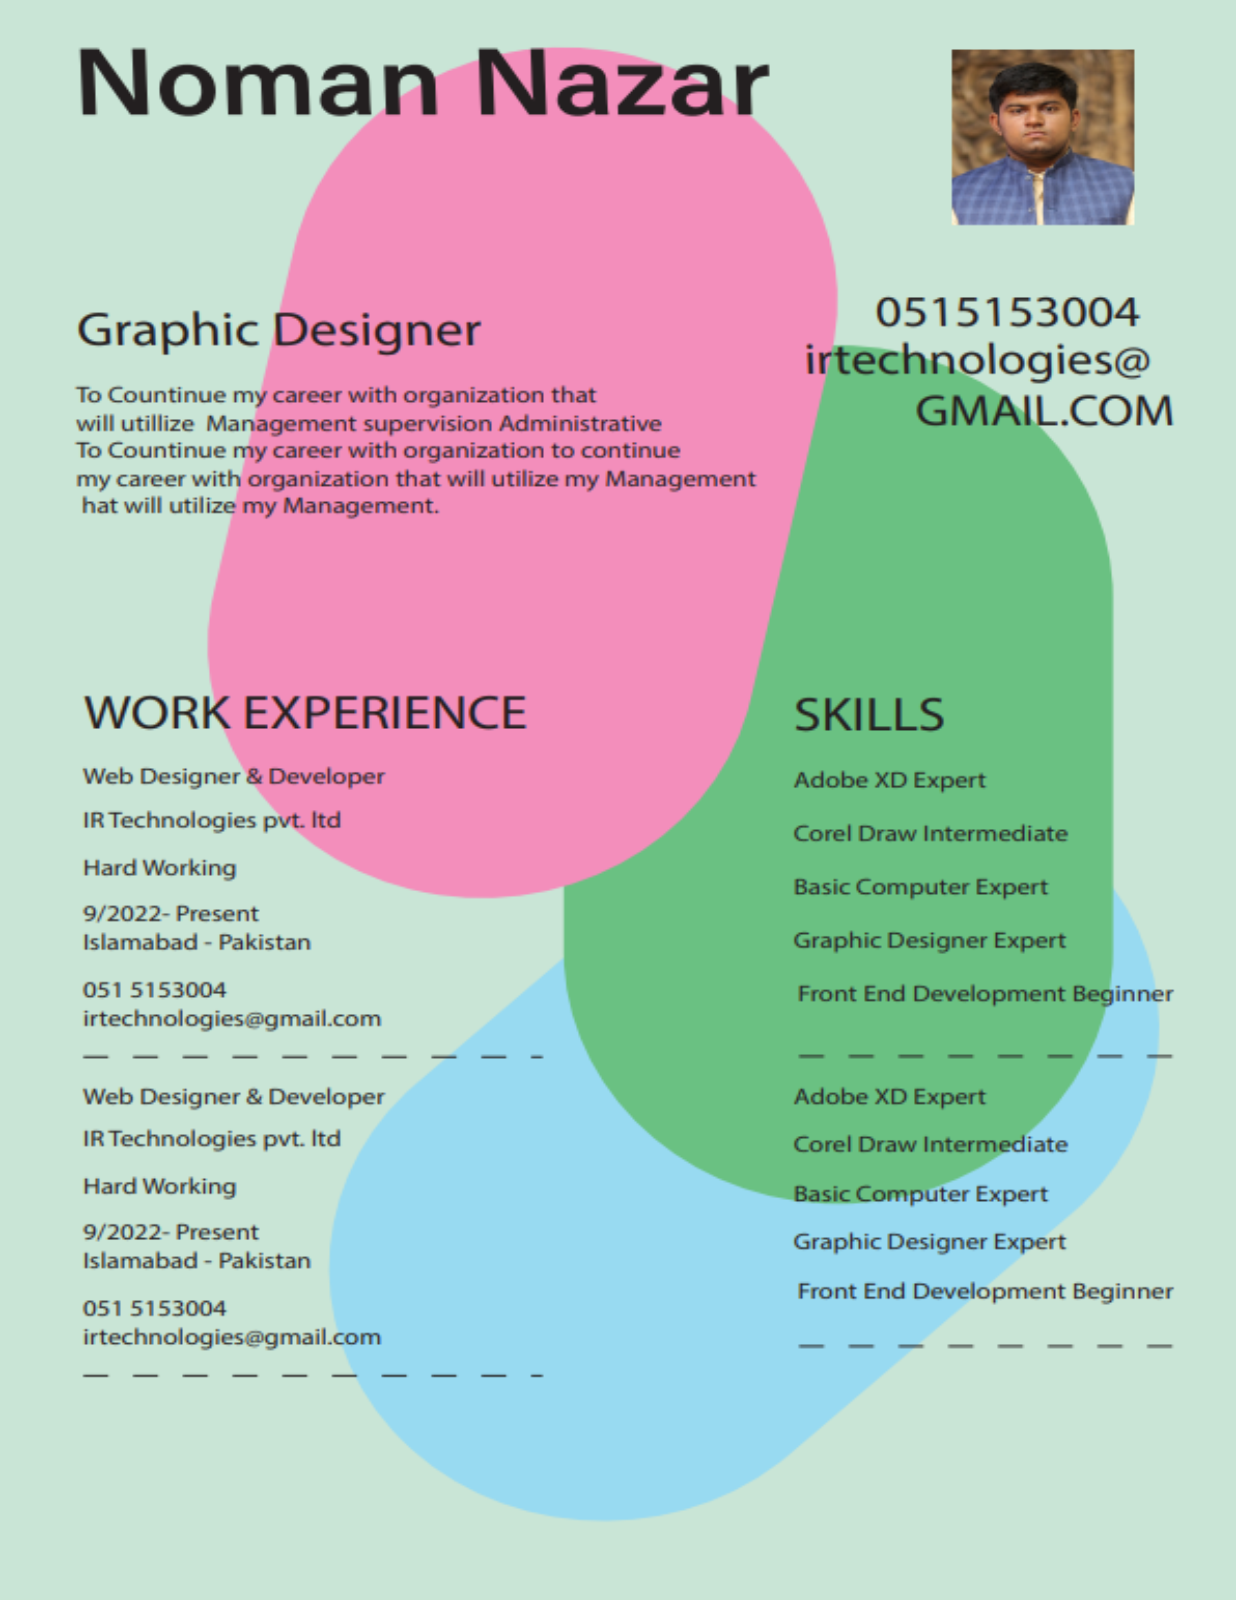 Noman Nazar
Graphic Designer
To Countinue my career with organization that
will utillize  Management supervision Administrative
To Countinue my career with organization to continue
my career with organization that will utilize my Management
hat will utilize my Management.
0515153004
irtechnologies@
GMAIL.COM
WORK EXPERIENCE
Web Designer & Developer
IR Technologies pvt. ltd
Hard Working
9/2022- Present
Islamabad - Pakistan
051 5153004
irtechnologies@gmail.com
Web Designer & Developer
IR Technologies pvt. ltd
Hard Working
9/2022- Present
Islamabad - Pakistan
051 5153004
irtechnologies@gmail.com
SKILLS
Adobe XD Expert
Corel Draw Intermediate
Basic Computer Expert
Graphic Designer Expert
Front End Development Beginner
Adobe XD Expert
Corel Draw Intermediate
Basic Computer Expert
Graphic Designer Expert
Front End Development Beginner